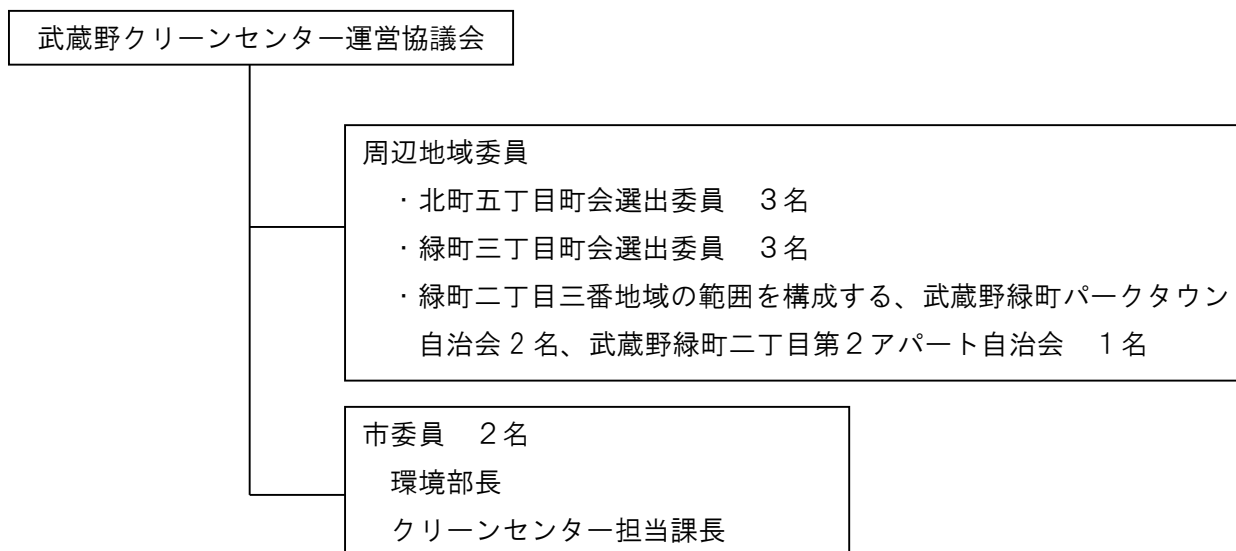 武蔵野クリーンセンター運営協議会
周辺地域委員
・北町五丁目町会選出委員　３名
・緑町三丁目町会選出委員　３名
・緑町二丁目三番地域の範囲を構成する、武蔵野緑町パークタウン
自治会２名、武蔵野緑町二丁目第２アパート自治会　１名
市委員　２名
環境部長
クリーンセンター担当課長